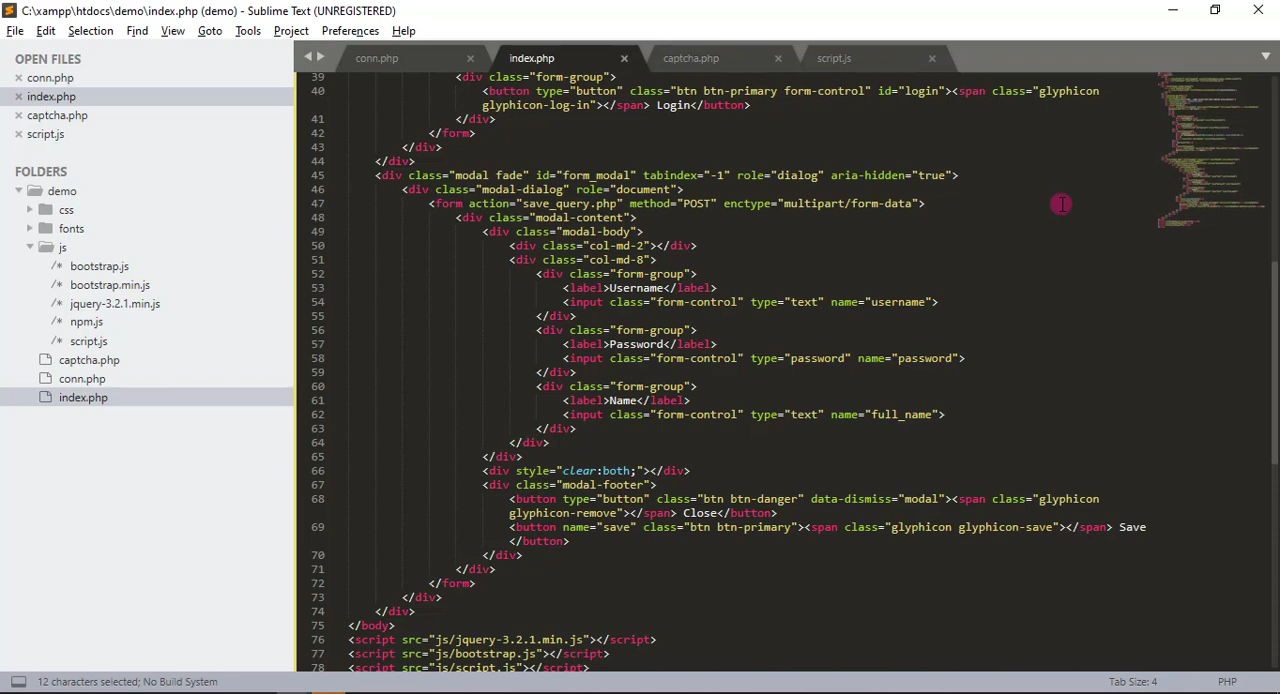 C:\xampp\htdocs\demo\index.php (demo) - Sublime Text (UNREGISTERED)
File Edit Selection Find View Goto Tools Project Preferences Help
OPEN FILES
conn.php
index.php
captcha.php
script.js
FOLDERS
demo
css
fonts
js
/* bootstrap.js
/* bootstrap.min.js
/* jquery-3.2.1.min.js
/* npm.js
/* script.js
captcha.php
conn.php
index.php
conn.php index.php captcha.php script.js
39 <div class="form-group">
40 <button type="button" class="btn btn-primary form-control" id="login"><span class="glyphicon
glyphicon-log-in"></span> Login</button>
41 </div>
42 </form>
43 </div>
44 </div>
45 <div class="modal fade" id="form_modal" tabindex="-1" role="dialog" aria-hidden="true">
46 <div class="modal-dialog" role="document">
47 <form action="save_query.php" method="POST" enctype="multipart/form-data">
48 <div class="modal-content">
49 <div class="modal-body">
50 <div class="col-md-2"></div>
51 <div class="col-md-8">
52 <div class="form-group">
53 <label>Username</label>
54 <input class="form-control" type="text" name="username">
55 </div>
56 <div class="form-group">
57 <label>Password</label>
58 <input class="form-control" type="password" name="password">
59 </div>
60 <div class="form-group">
61 <label>Name</label>
62 <input class="form-control" type="text" name="full_name">
63 </div>
64 </div>
65 </div>
66 <div style="clear:both;"></div>
67 <div class="modal-footer">
68 <button type="button" class="btn btn-danger" data-dismiss="modal"><span class="glyphicon
glyphicon-remove"></span> Close</button>
69 <button name="save" class="btn btn-primary"><span class="glyphicon glyphicon-save"></span> Save
</button>
70 </div>
71 </div>
72 </form>
73 </div>
74 </div>
75 </body>
76 <script src="js/jquery-3.2.1.min.js"></script>
77 <script src="js/bootstrap.js"></script>
78 <script src="js/script.js"></script>
12 characters selected; No Build System
Tab Size: 4 PHP